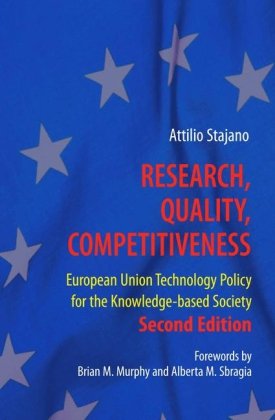 Attilio Stajano
RESEARCH,
QUALITY,
COMPETITIVENESS
European Union Technology Policy
for the Knowledge-based Society
Second Edition
Forewords by
Brian M. Murphy and Alberta M. Sbragia